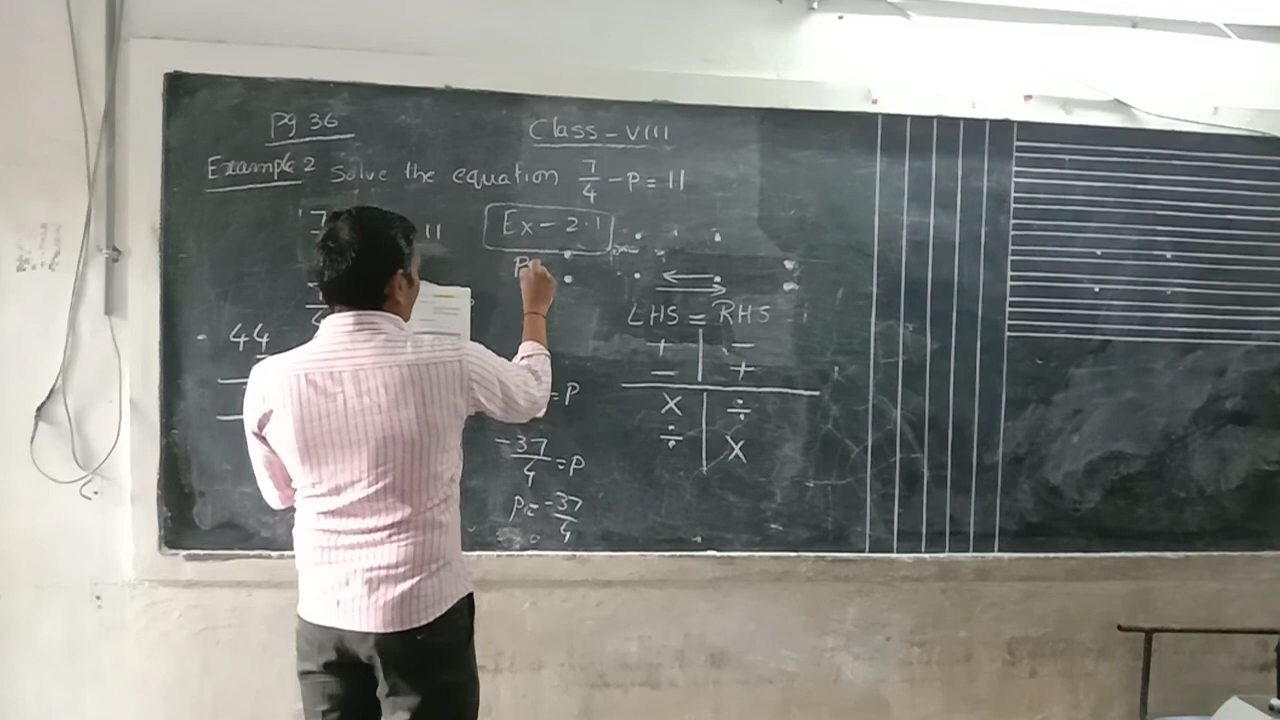 Pg 36
Class - VIII
Example 2 Solve the equation 7/4 - P = 11
7
11
Ex - 2.1
P
LHS = RHS
+ | -
- | +
× | ÷
÷ | ×
- 44
= P
-37/4 = P
P = -37/4